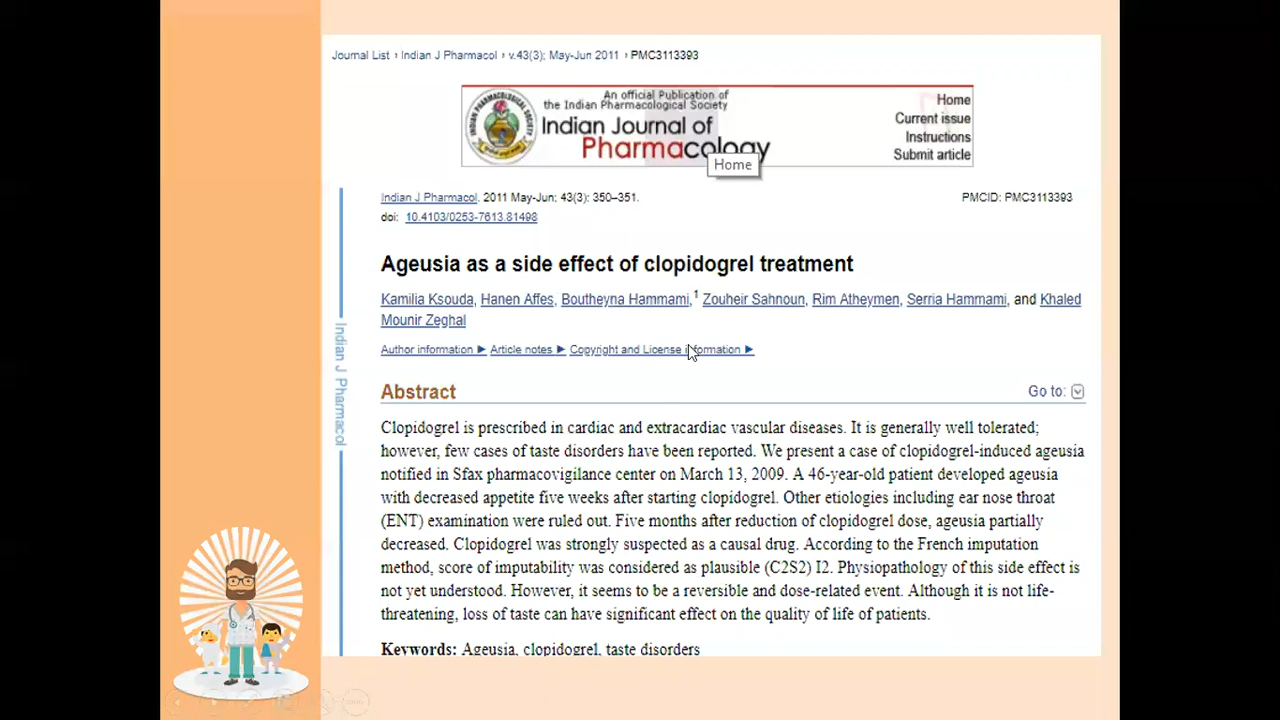 Journal List › Indian J Pharmacol › v.43(3); May-Jun 2011 › PMC3113393
An official Publication of
the Indian Pharmacological Society
Indian Journal of
Pharmacology
Home
Current issue
Instructions
Submit article
Home
Indian J Pharmacol. 2011 May-Jun; 43(3): 350–351.
PMCID: PMC3113393
doi: 10.4103/0253-7613.81498
Ageusia as a side effect of clopidogrel treatment
Kamilia Ksouda, Hanen Affes, Boutheyna Hammami,1 Zouheir Sahnoun, Rim Atheymen, Serria Hammami, and Khaled
Mounir Zeghal
Author information ► Article notes ► Copyright and License information ►
Indian J Pharmacol
Abstract
Go to:
Clopidogrel is prescribed in cardiac and extracardiac vascular diseases. It is generally well tolerated;
however, few cases of taste disorders have been reported. We present a case of clopidogrel-induced ageusia
notified in Sfax pharmacovigilance center on March 13, 2009. A 46-year-old patient developed ageusia
with decreased appetite five weeks after starting clopidogrel. Other etiologies including ear nose throat
(ENT) examination were ruled out. Five months after reduction of clopidogrel dose, ageusia partially
decreased. Clopidogrel was strongly suspected as a causal drug. According to the French imputation
method, score of imputability was considered as plausible (C2S2) I2. Physiopathology of this side effect is
not yet understood. However, it seems to be a reversible and dose-related event. Although it is not life-
threatening, loss of taste can have significant effect on the quality of life of patients.
Keywords: Ageusia, clopidogrel, taste disorders